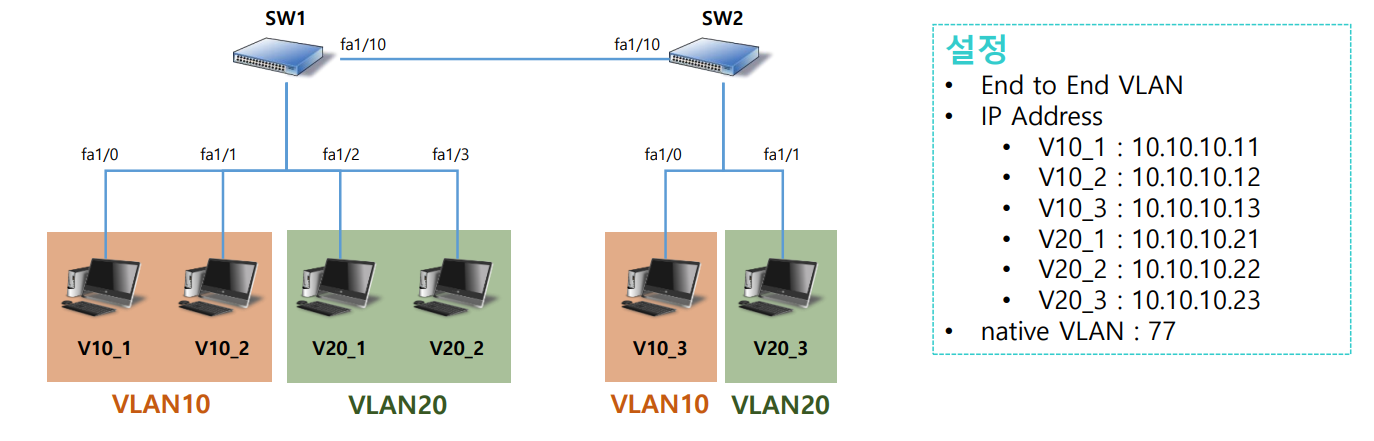 SW1
SW2
fa1/10
fa1/10
fa1/0
fa1/1
fa1/2
fa1/3
fa1/0
fa1/1
V10_1
V10_2
V20_1
V20_2
V10_3
V20_3
VLAN10
VLAN20
VLAN10
VLAN20
설정
• End to End VLAN
• IP Address
• V10_1 : 10.10.10.11
• V10_2 : 10.10.10.12
• V10_3 : 10.10.10.13
• V20_1 : 10.10.10.21
• V20_2 : 10.10.10.22
• V20_3 : 10.10.10.23
• native VLAN : 77